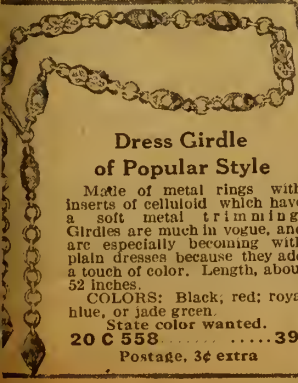 Dress Girdle
of Popular Style
Made of metal rings with
inserts of celluloid which have
a soft metal trimming.
Girdles are much in vogue, and
are especially becoming with
plain dresses because they add
a touch of color. Length, about
52 inches.
COLORS: Black; red; royal
blue, or jade green.
State color wanted.
20 C 558 ........ .....39
Postage, 3¢ extra